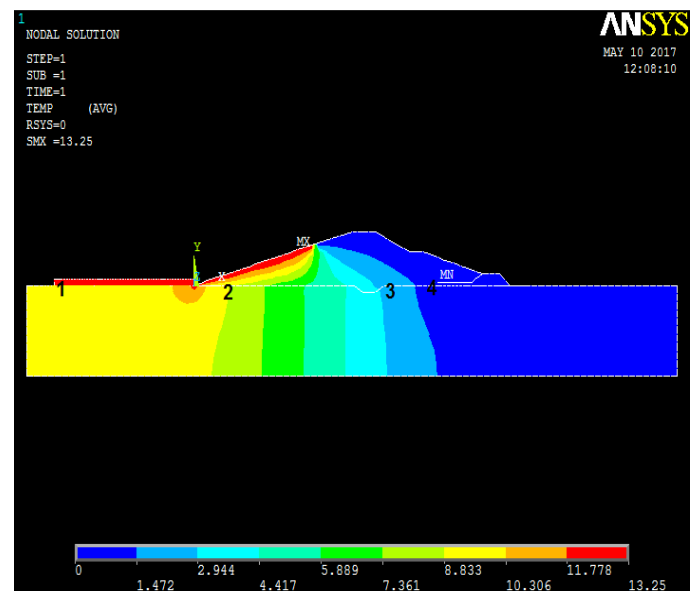 1
NODAL SOLUTION
STEP=1
SUB =1
TIME=1
TEMP (AVG)
RSYS=0
SMX =13.25
ANSYS
MAY 10 2017
12:08:10
MX
Y
Z X
MN
1
2
3
4
0 2.944 5.889 8.833 11.778
1.472 4.417 7.361 10.306 13.25